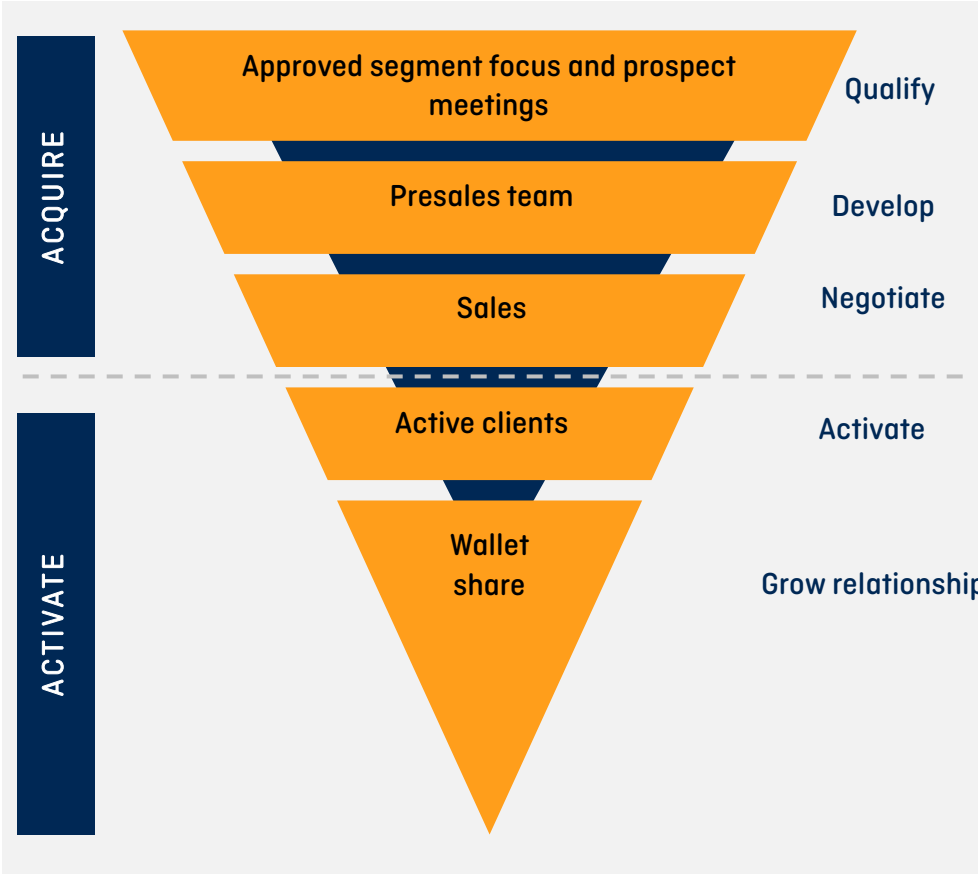 ACQUIRE
Approved segment focus and prospect
meetings
Qualify
Presales team
Develop
Sales
Negotiate
ACTIVATE
Active clients
Activate
Wallet
share
Grow relationship